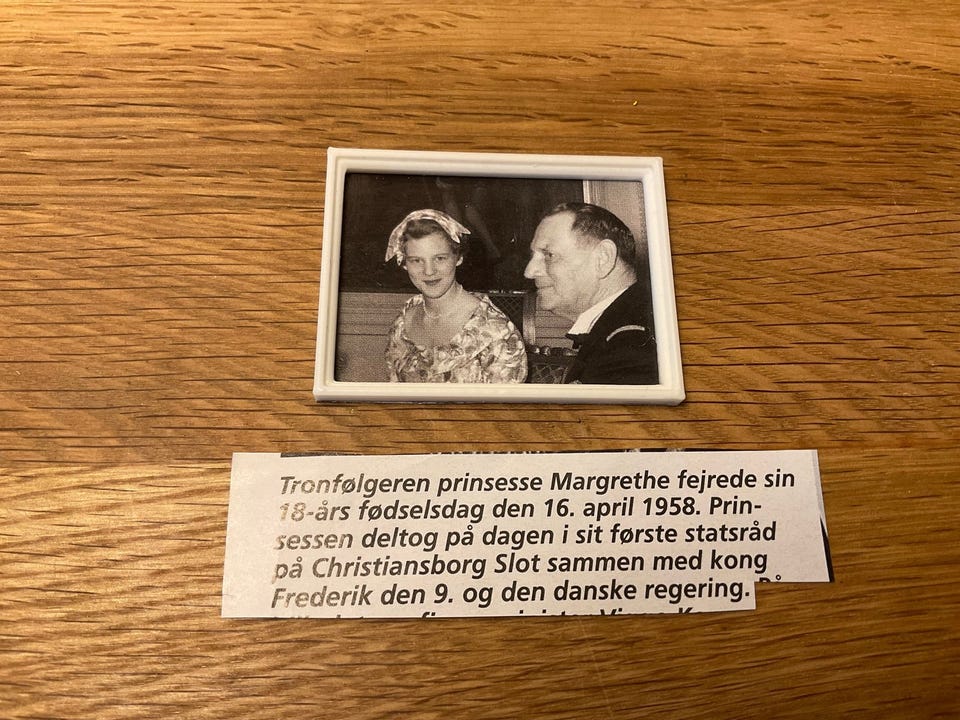 Tronfølgeren prinsesse Margrethe fejrede sin
18-års fødselsdag den 16. april 1958. Prin-
sessen deltog på dagen i sit første statsråd
på Christiansborg Slot sammen med kong
Frederik den 9. og den danske regering. På